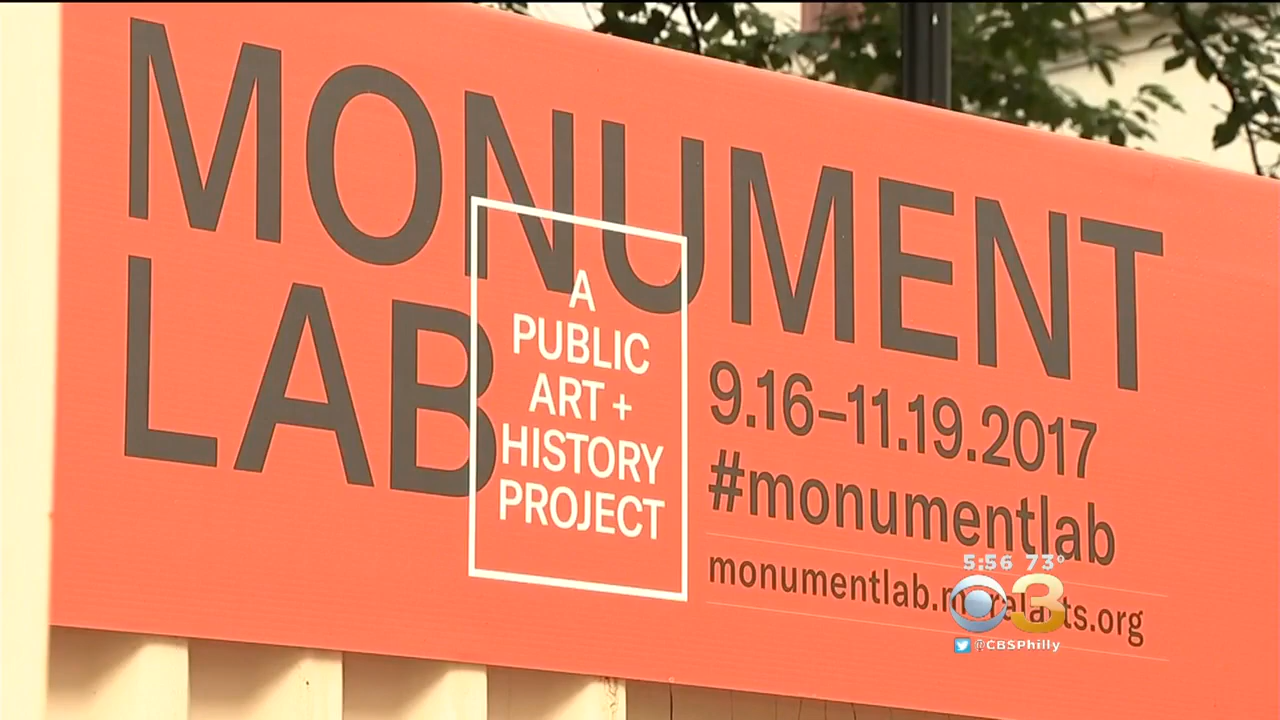 MONUMENT
LAB
A
PUBLIC
ART +
HISTORY
PROJECT
9.16–11.19.2017
#monumentlab
5:56 73°
3
@CBSPhilly